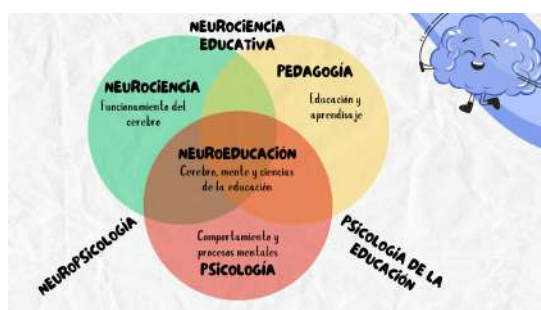 NEUROCIENCIA
EDUCATIVA
NEUROCIENCIA
Funcionamiento del
cerebro
PEDAGOGÍA
Educación y
aprendisaje
NEUROEDUCACIÓN
Cerebro, mente y ciencias
de la educación
NEUROPSICOLOGÍA
PSICOLOGÍA DE LA
EDUCACIÓN
Comportamiento y
procesos mentales
PSICOLOGÍA